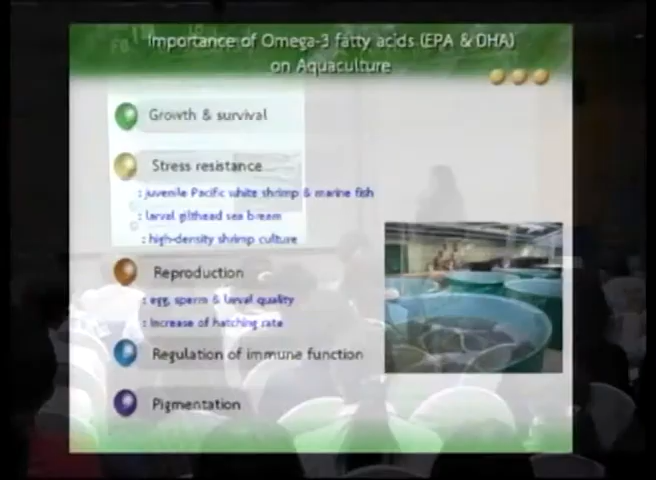 Importance of Omega-3 fatty acids (EPA & DHA)
on Aquaculture
Growth & survival
Stress resistance
: juvenile Pacific white shrimp & marine fish
: larval gilthead sea bream
: high-density shrimp culture
Reproduction
: egg, sperm & larval quality
: Increase of hatching rate
Regulation of immune function
Pigmentation